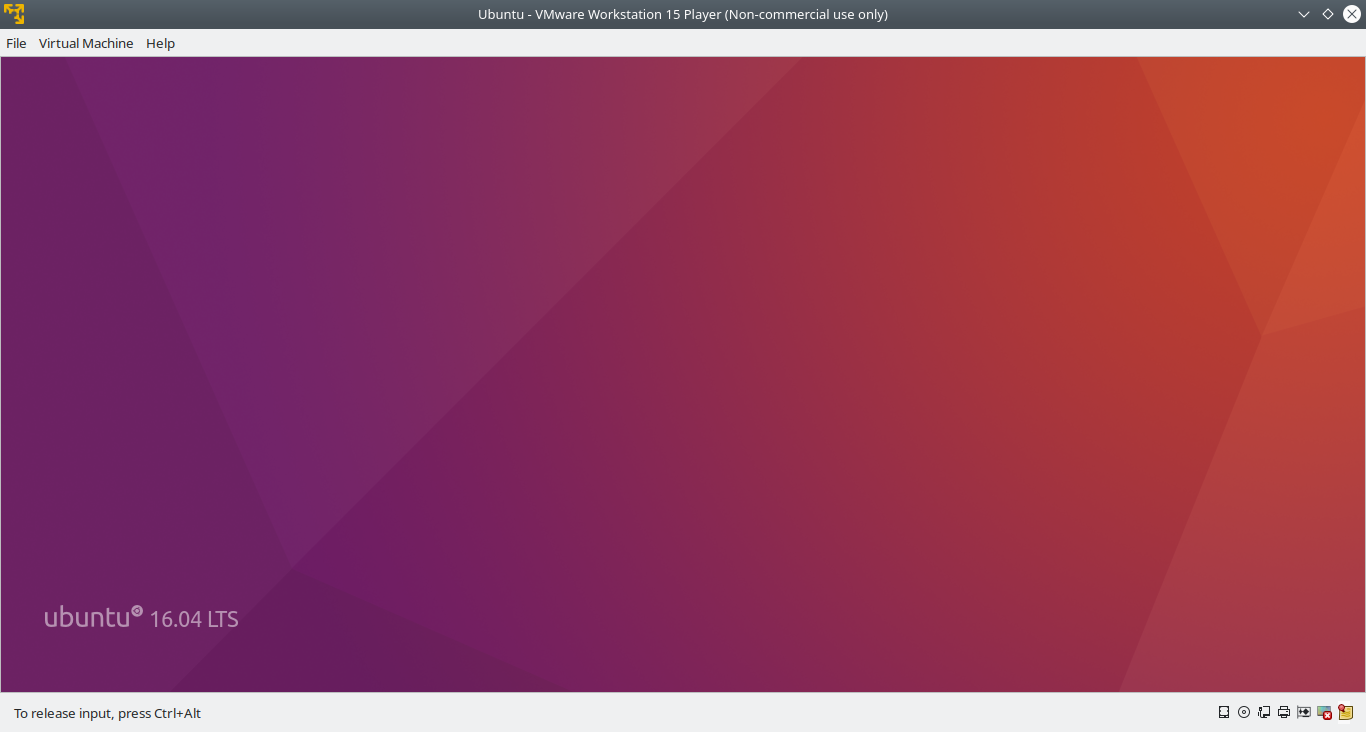 Ubuntu - VMware Workstation 15 Player (Non-commercial use only)
File Virtual Machine Help
ubuntu 16.04 LTS
To release input, press Ctrl+Alt